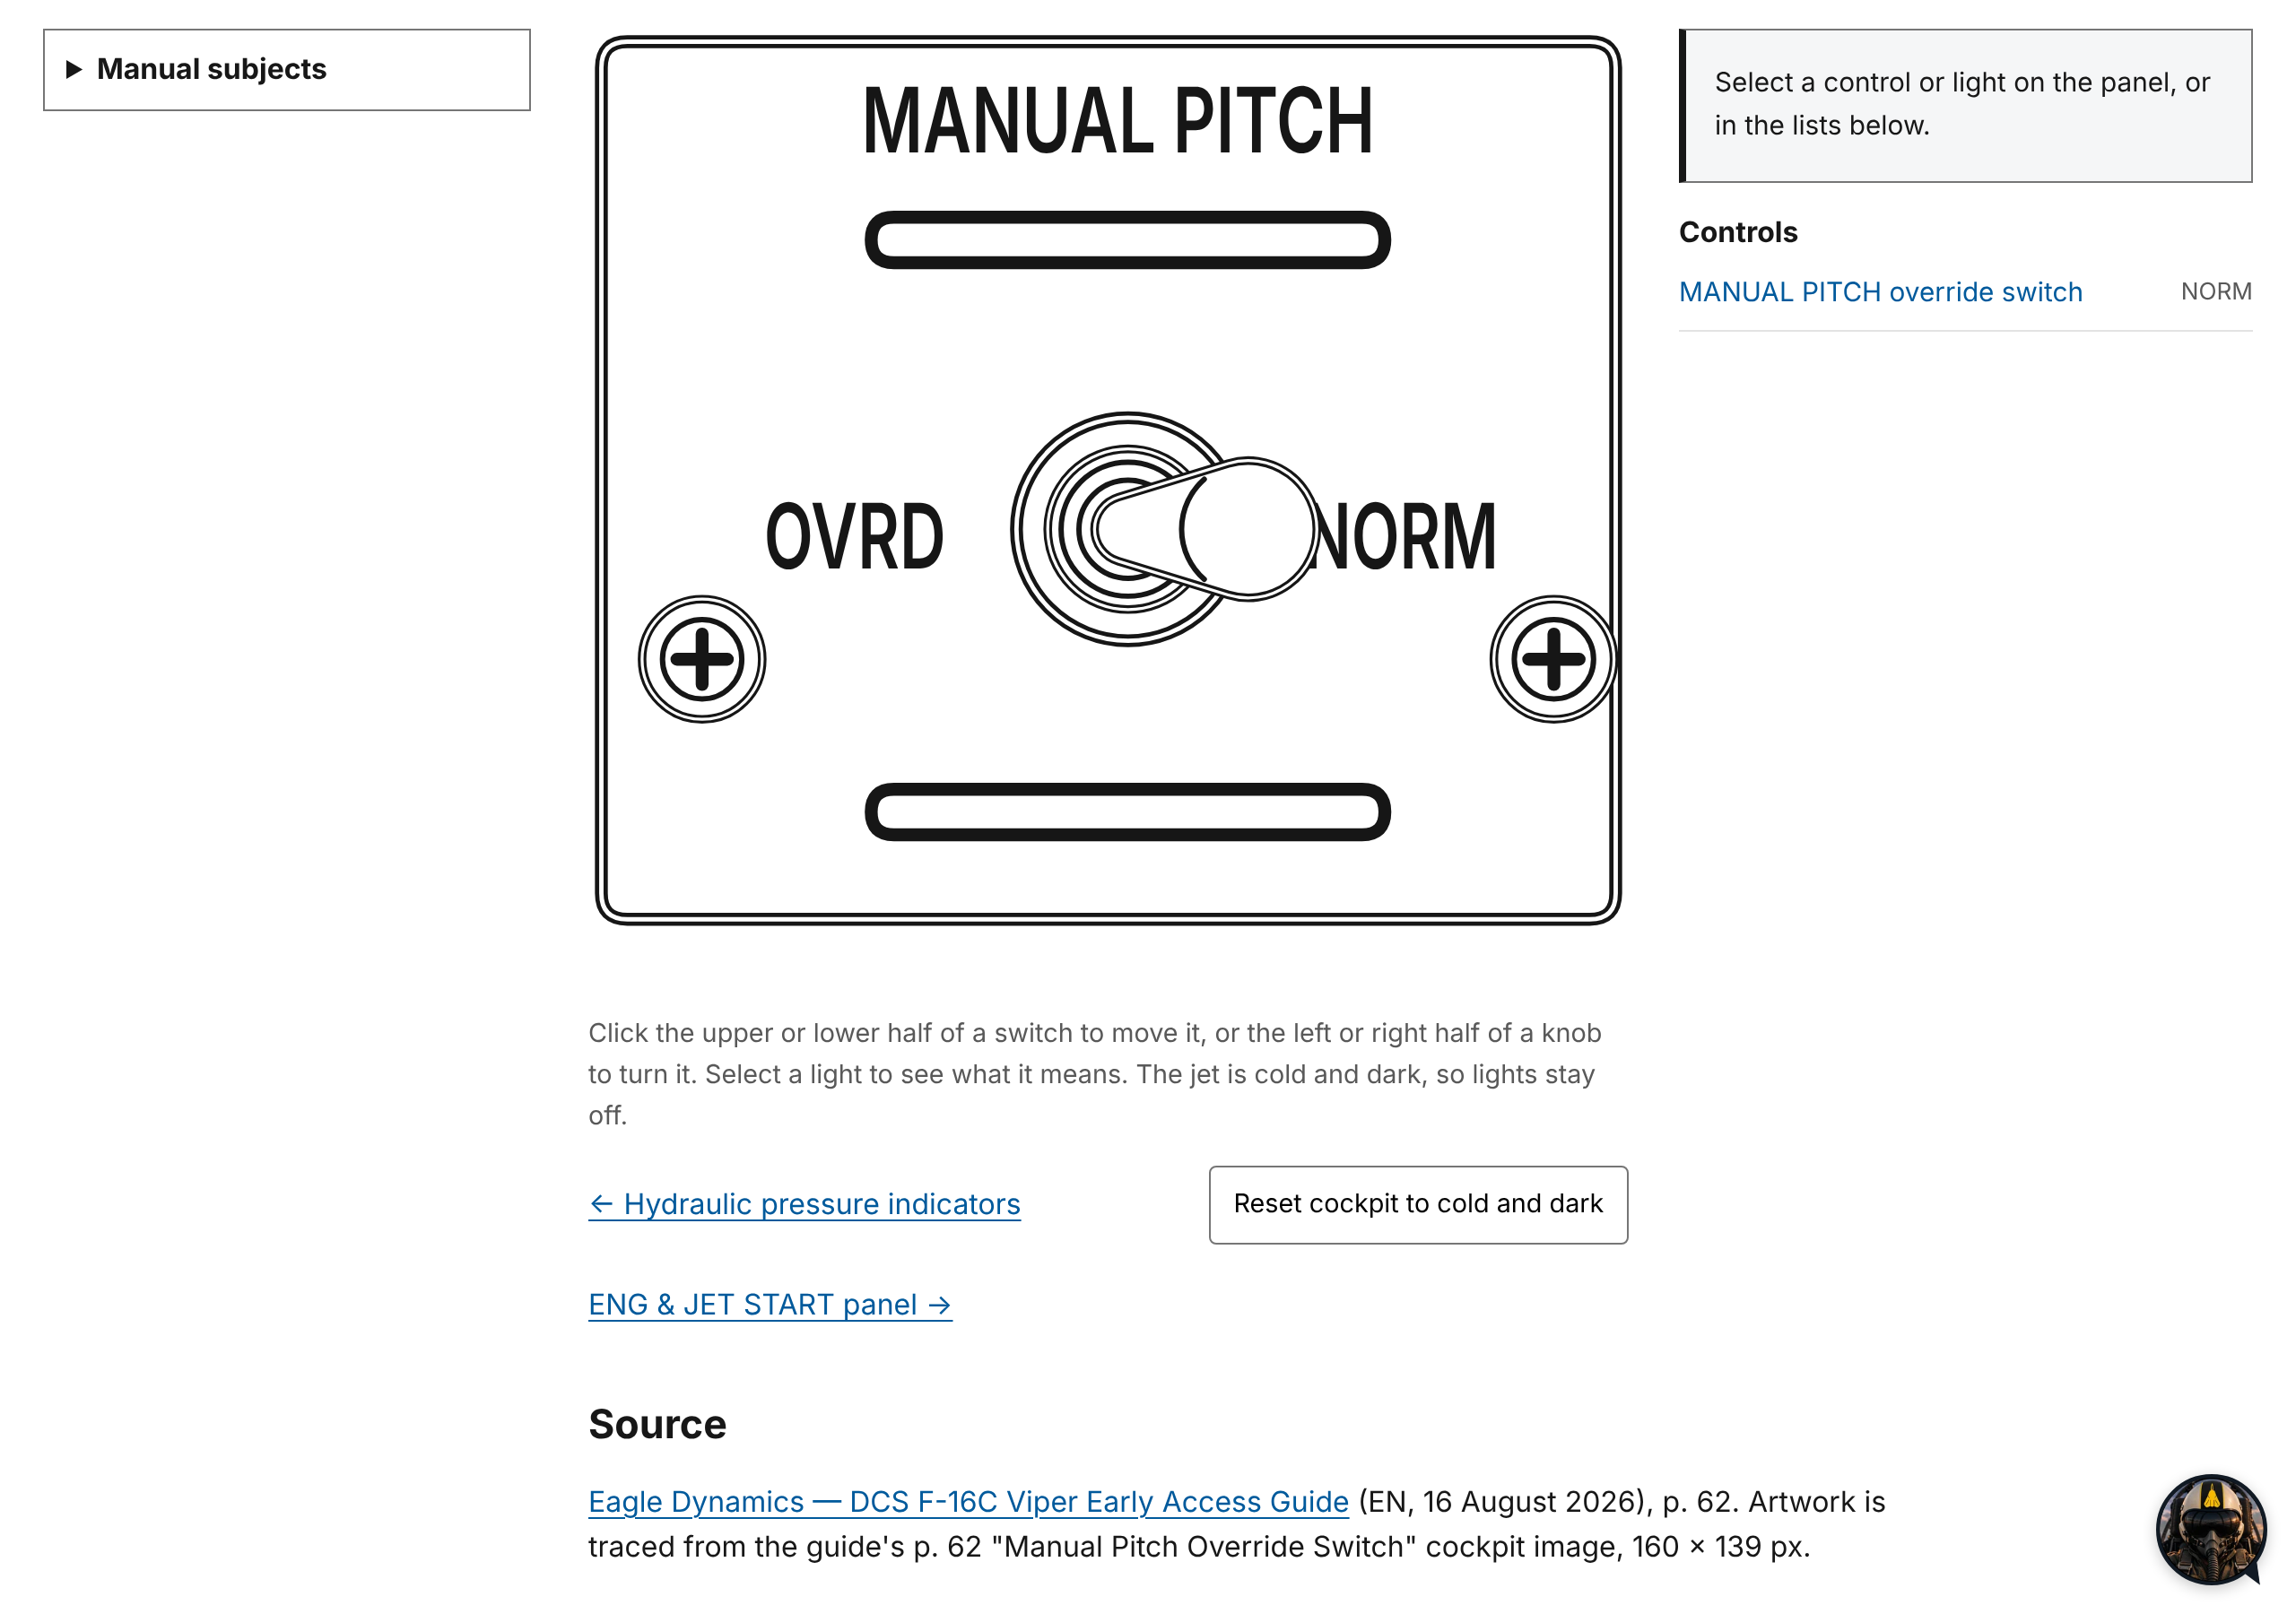 Manual subjects
MANUAL PITCH
OVRD
NORM
Click the upper or lower half of a switch to move it, or the left or right half of a knob
to turn it. Select a light to see what it means. The jet is cold and dark, so lights stay
off.
← Hydraulic pressure indicators
Reset cockpit to cold and dark
ENG & JET START panel →
Source
Eagle Dynamics — DCS F-16C Viper Early Access Guide (EN, 16 August 2026), p. 62. Artwork is
traced from the guide's p. 62 "Manual Pitch Override Switch" cockpit image, 160 × 139 px.
Select a control or light on the panel, or
in the lists below.
Controls
MANUAL PITCH override switch NORM